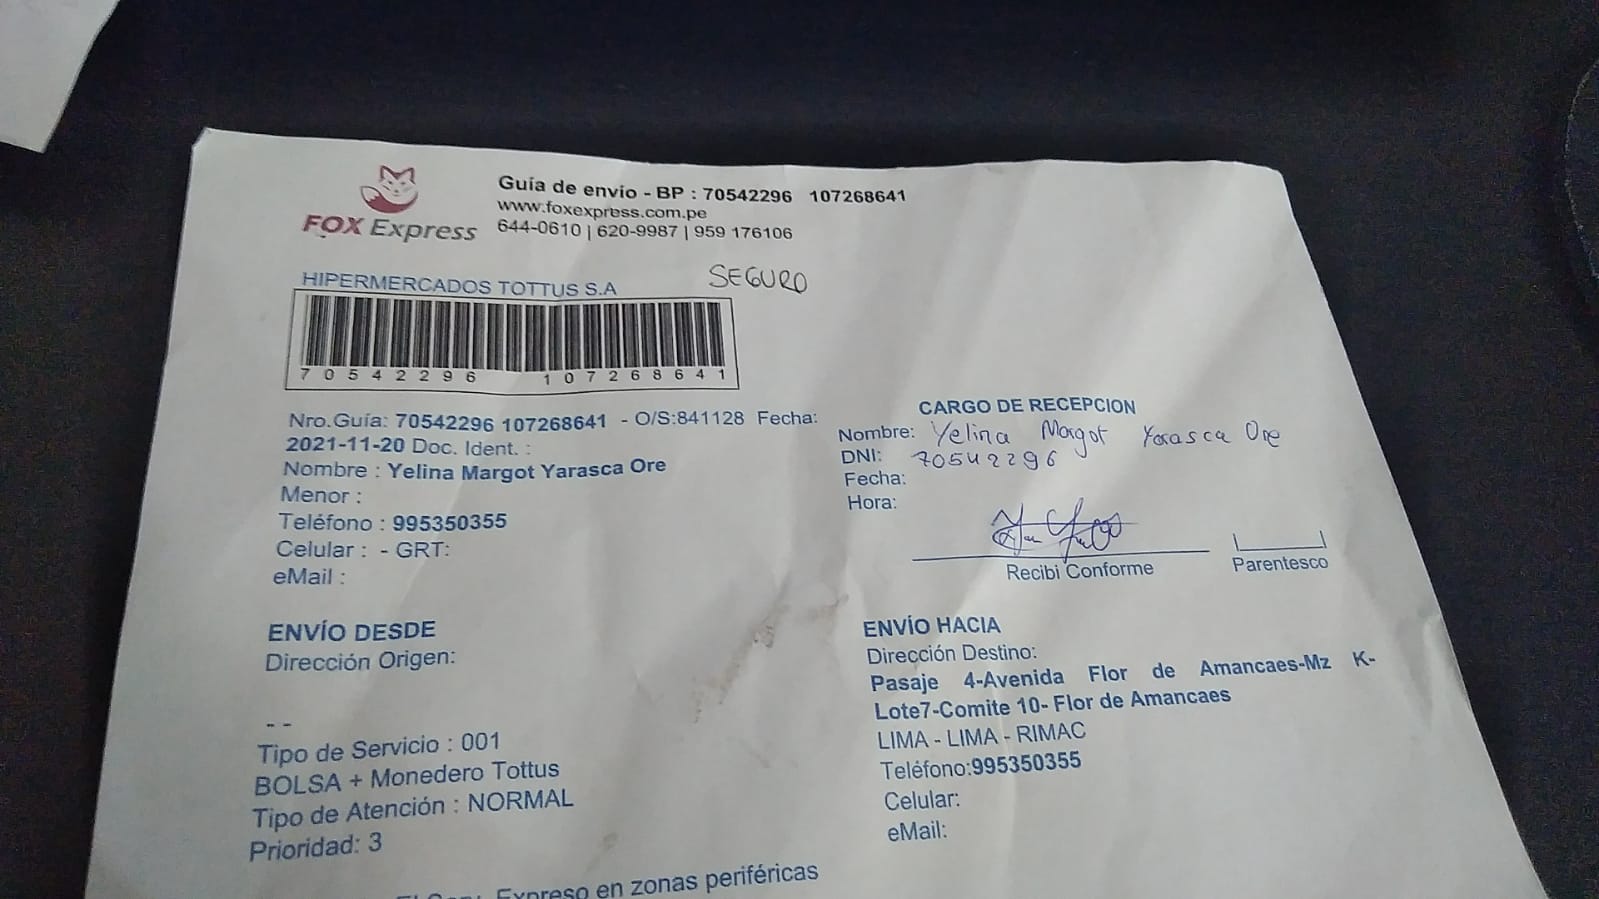 FOX Express
Guía de envío - BP : 70542296 107268641
www.foxexpress.com.pe
644-0610 | 620-9987 | 959 176106
HIPERMERCADOS TOTTUS S.A
SEGURO
70542296 107268641
Nro.Guía: 70542296 107268641 - O/S:841128 Fecha:
2021-11-20 Doc. Ident. :
Nombre : Yelina Margot Yarasca Ore
Menor :
Teléfono : 995350355
Celular : - GRT:
eMail :
CARGO DE RECEPCION
Nombre: Yelina Margot Yarasca Ore
DNI: 70542296
Fecha:
Hora:
Recibi Conforme
Parentesco
ENVÍO DESDE
Dirección Origen:
- -
Tipo de Servicio : 001
BOLSA + Monedero Tottus
Tipo de Atención : NORMAL
Prioridad: 3
ENVÍO HACIA
Dirección Destino:
Pasaje 4-Avenida Flor de Amancaes-Mz K-
Lote7-Comite 10- Flor de Amancaes
LIMA - LIMA - RIMAC
Teléfono:995350355
Celular:
eMail:
Expreso en zonas periféricas